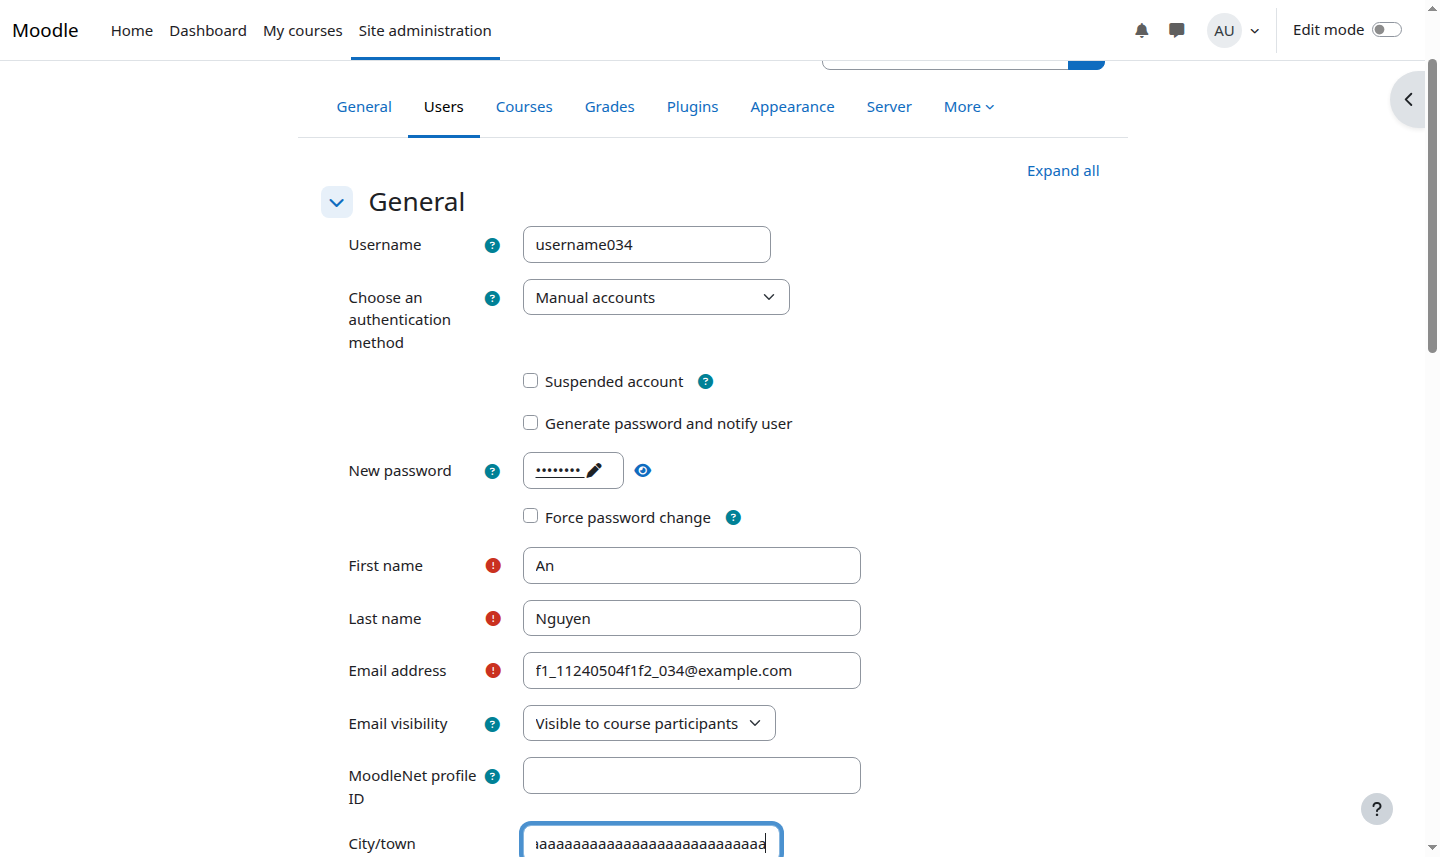 Moodle Home Dashboard My courses Site administration AU Edit mode
General Users Courses Grades Plugins Appearance Server More
Expand all
General
Username ? username034
Choose an authentication method ? Manual accounts
Suspended account ?
Generate password and notify user
New password ? ••••••••
Force password change ?
First name ! An
Last name ! Nguyen
Email address ! f1_11240504f1f2_034@example.com
Email visibility ? Visible to course participants
MoodleNet profile ID ?
?
City/town aaaaaaaaaaaaaaaaaaaaaaaaaaaa